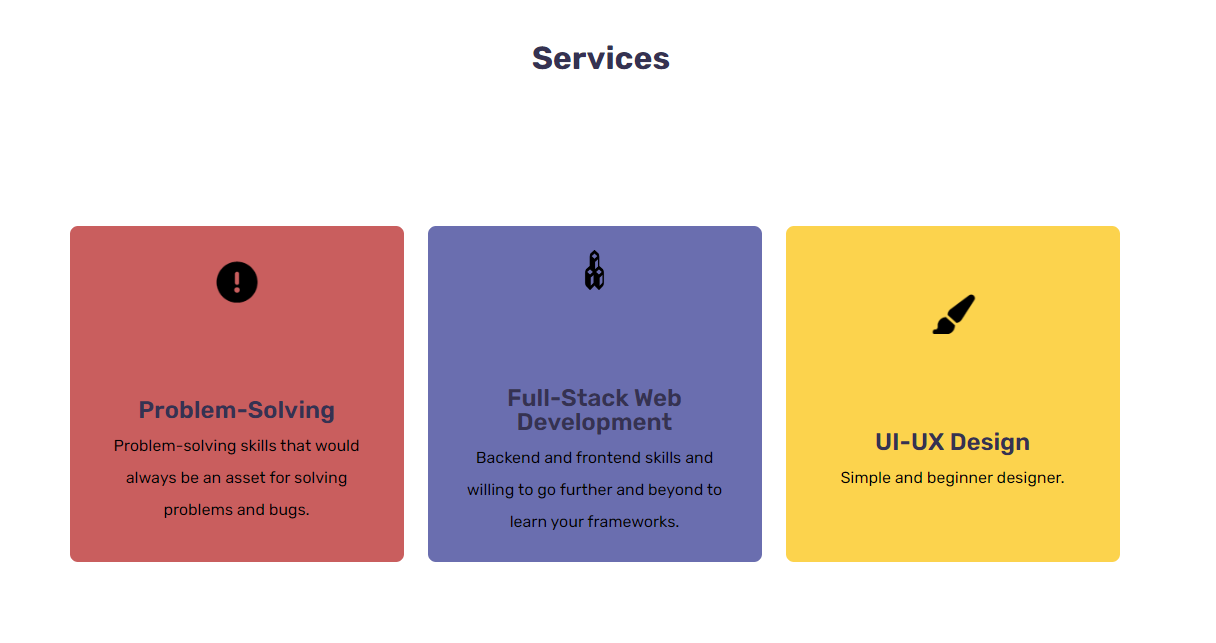 Services
Problem-Solving
Problem-solving skills that would
always be an asset for solving
problems and bugs.
Full-Stack Web
Development
Backend and frontend skills and
willing to go further and beyond to
learn your frameworks.
UI-UX Design
Simple and beginner designer.